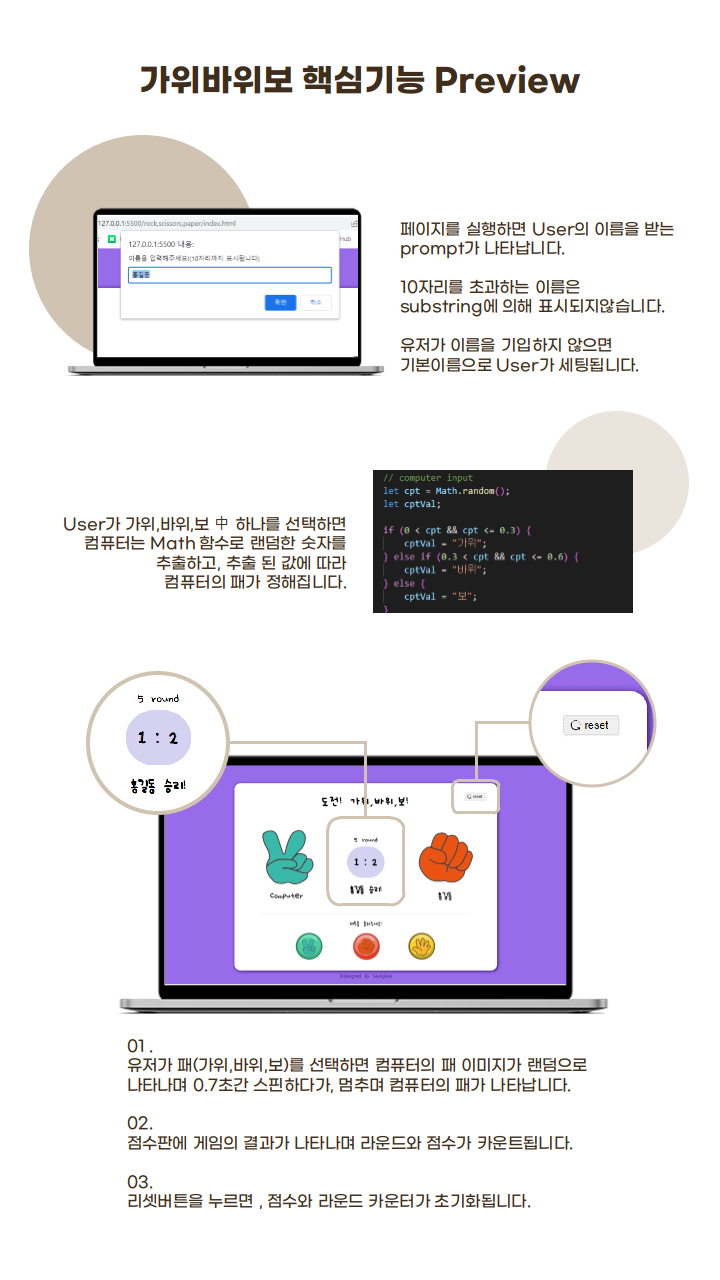 가위바위보 핵심기능 Preview
127.0.0.1:5500/rock,scissors,paper/index.html
127.0.0.1:5500 내용:
이름을 입력해주세요!(10자리까지 표시됩니다)
홍길동
확인
취소
페이지를 실행하면 User의 이름을 받는
prompt가 나타납니다.
10자리를 초과하는 이름은
substring에 의해 표시되지않습니다.
유저가 이름을 기입하지 않으면
기본이름으로 User가 세팅됩니다.
User가 가위,바위,보 中 하나를 선택하면
컴퓨터는 Math 함수로 랜덤한 숫자를
추출하고, 추출 된 값에 따라
컴퓨터의 패가 정해집니다.
// computer input
let cpt = Math.random();
let cptVal;
if (0 < cpt && cpt <= 0.3) {
cptVal = "가위";
} else if (0.3 < cpt && cpt <= 0.6) {
cptVal = "바위";
} else {
cptVal = "보";
}
5 round
1 : 2
홍길동 승리!
reset
도전! 가위,바위,보!
reset
5 round
1 : 2
홍길동 승리!
computer
홍길동
01 .
유저가 패(가위,바위,보)를 선택하면 컴퓨터의 패 이미지가 랜덤으로
나타나며 0.7초간 스핀하다가, 멈추며 컴퓨터의 패가 나타납니다.
02.
점수판에 게임의 결과가 나타나며 라운드와 점수가 카운트됩니다.
03.
리셋버튼을 누르면 , 점수와 라운드 카운터가 초기화됩니다.